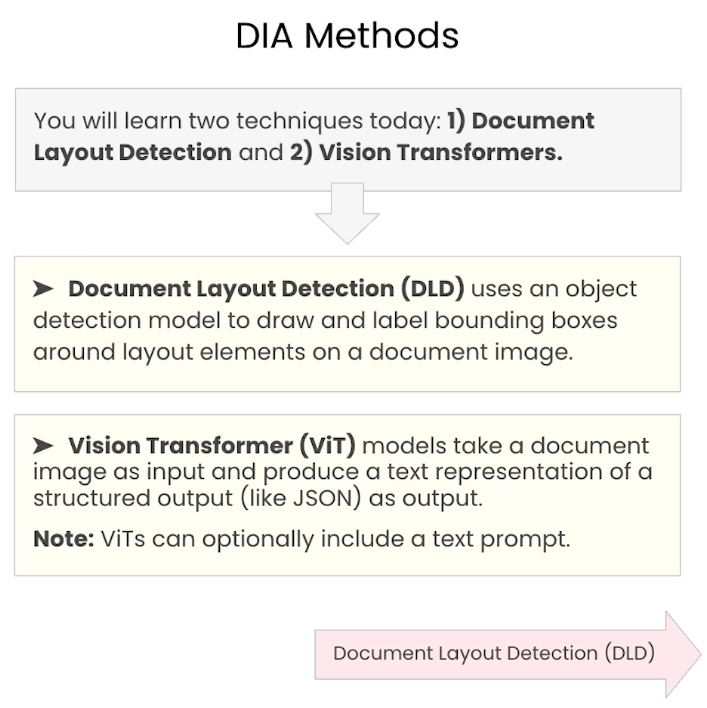 DIA Methods
You will learn two techniques today: 1) Document
Layout Detection and 2) Vision Transformers.
➤ Document Layout Detection (DLD) uses an object
detection model to draw and label bounding boxes
around layout elements on a document image.
➤ Vision Transformer (ViT) models take a document
image as input and produce a text representation of a
structured output (like JSON) as output.
Note: ViTs can optionally include a text prompt.
Document Layout Detection (DLD)